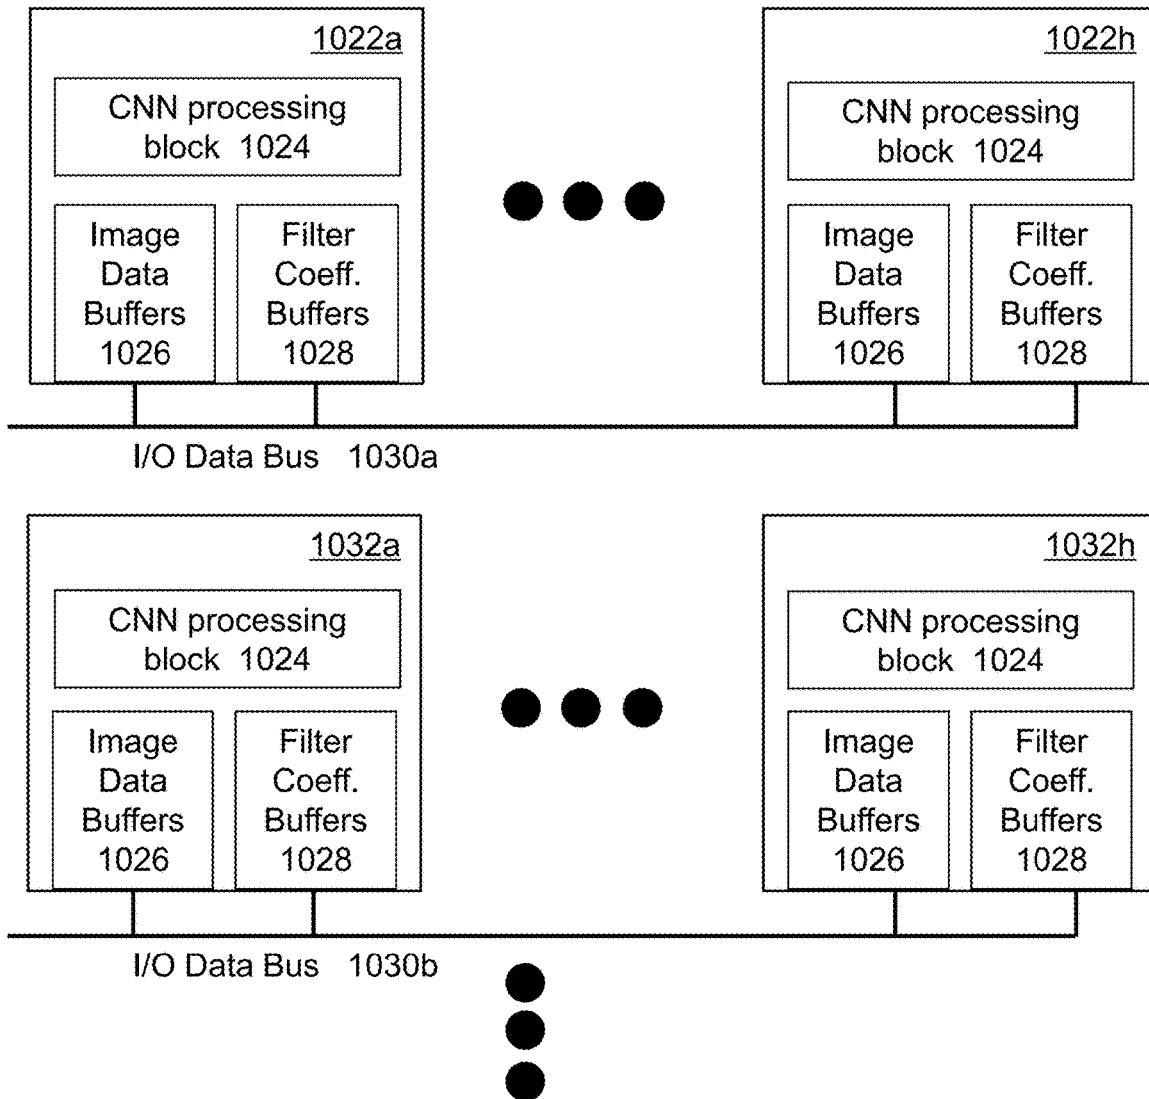 1022a
CNN processing
block 1024
Image
Data
Buffers
1026
Filter
Coeff.
Buffers
1028
1022h
CNN processing
block 1024
Image
Data
Buffers
1026
Filter
Coeff.
Buffers
1028
I/O Data Bus 1030a
1032a
CNN processing
block 1024
Image
Data
Buffers
1026
Filter
Coeff.
Buffers
1028
1032h
CNN processing
block 1024
Image
Data
Buffers
1026
Filter
Coeff.
Buffers
1028
I/O Data Bus 1030b